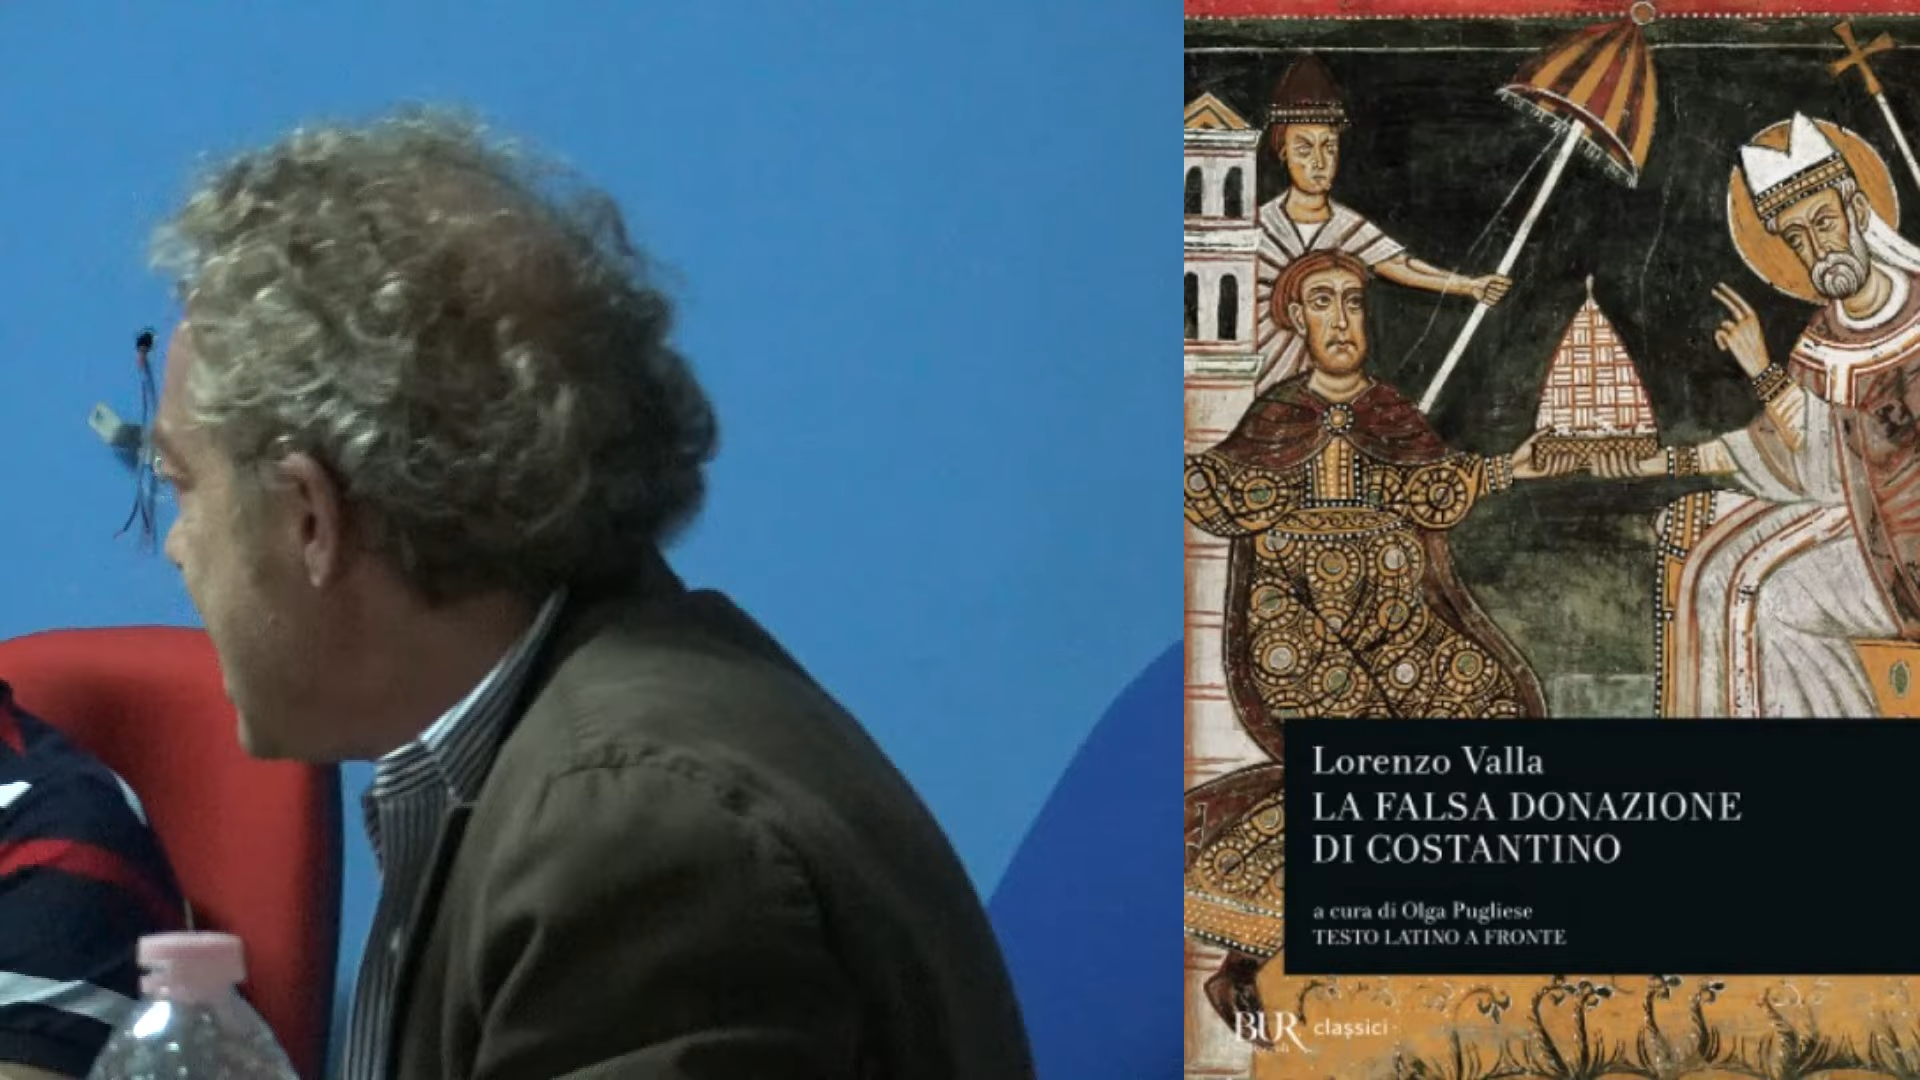 Lorenzo Valla
LA FALSA DONAZIONE
DI COSTANTINO
a cura di Olga Pugliese
TESTO LATINO A FRONTE
BUR classici